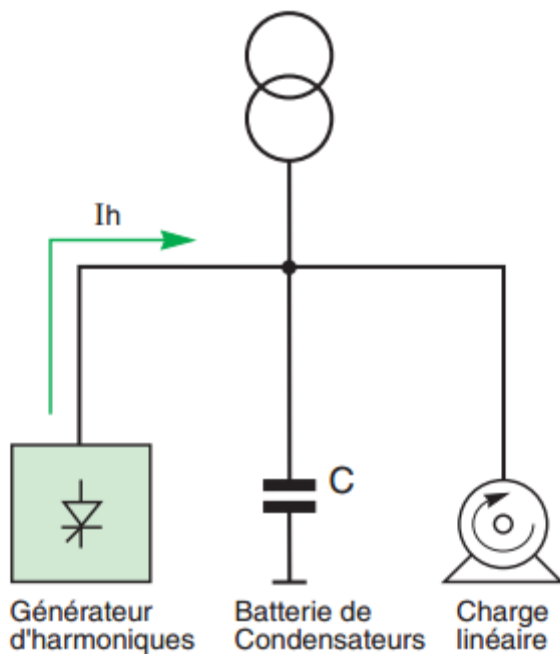 Ih
C
Générateur
d'harmoniques
Batterie de
Condensateurs
Charge
linéaire